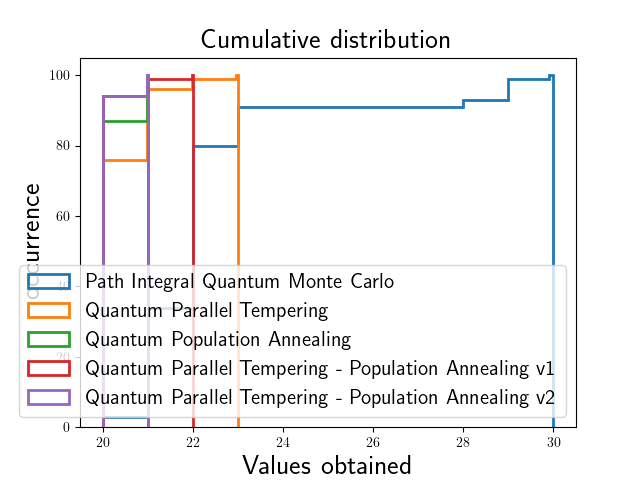 Cumulative distribution
100
80
60
40
20
0
occurrence
Path Integral Quantum Monte Carlo
Quantum Parallel Tempering
Quantum Population Annealing
Quantum Parallel Tempering - Population Annealing v1
Quantum Parallel Tempering - Population Annealing v2
20 22 24 26 28 30
Values obtained